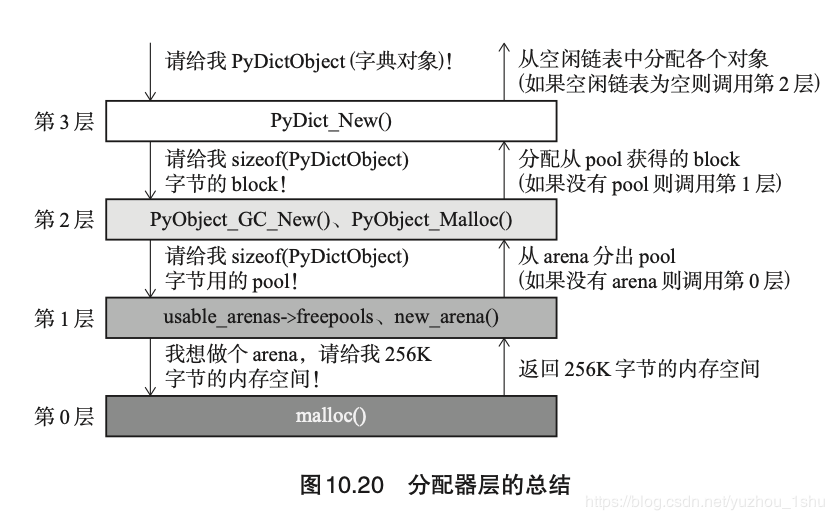 请给我 PyDictObject (字典对象)！
从空闲链表中分配各个对象
(如果空闲链表为空则调用第 2 层)
第 3 层
PyDict_New()
请给我 sizeof(PyDictObject)
字节的 block！
分配从 pool 获得的 block
(如果没有 pool 则调用第 1 层)
第 2 层
PyObject_GC_New()、PyObject_Malloc()
请给我 sizeof(PyDictObject)
字节用的 pool！
从 arena 分出 pool
(如果没有 arena 则调用第 0 层)
第 1 层
usable_arenas->freepools、new_arena()
我想做个 arena，请给我 256K
字节的内存空间！
返回 256K 字节的内存空间
第 0 层
malloc()
图 10.20 分配器层的总结
https://blog.csdn.net/yuzhou_1shu